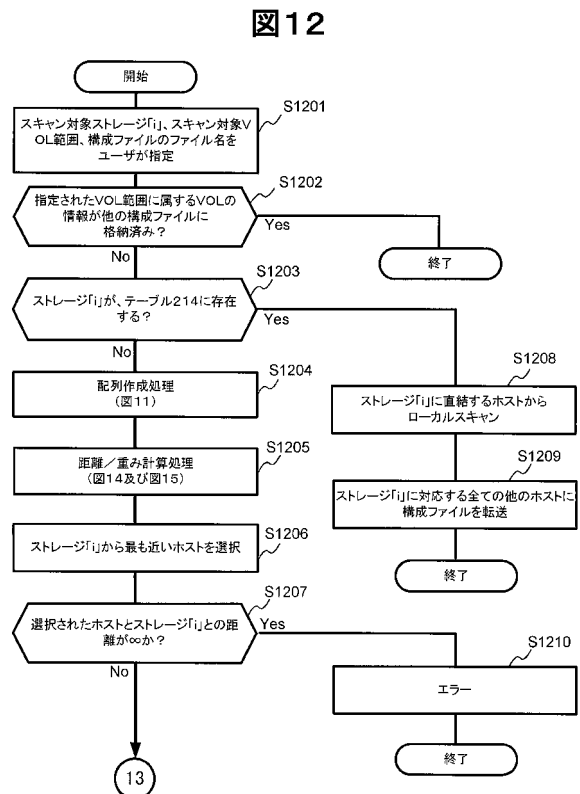 図12
開始
S1201
スキャン対象ストレージ「i」、スキャン対象V
OL範囲、構成ファイルのファイル名を
ユーザが指定
S1202
指定されたVOL範囲に属するVOLの
情報が他の構成ファイルに
格納済み？
Yes
No
終了
S1203
ストレージ「i」が、テーブル214に存在
する？
Yes
No
S1204
配列作成処理
(図11)
S1208
ストレージ「i」に直結するホストから
ローカルスキャン
S1205
距離／重み計算処理
(図14及び図15)
S1209
ストレージ「i」に対応する全ての他のホストに
構成ファイルを転送
S1206
ストレージ「i」から最も近いホストを選択
終了
S1207
選択されたホストとストレージ「i」との距
離が∞か？
Yes
No
S1210
エラー
終了
13